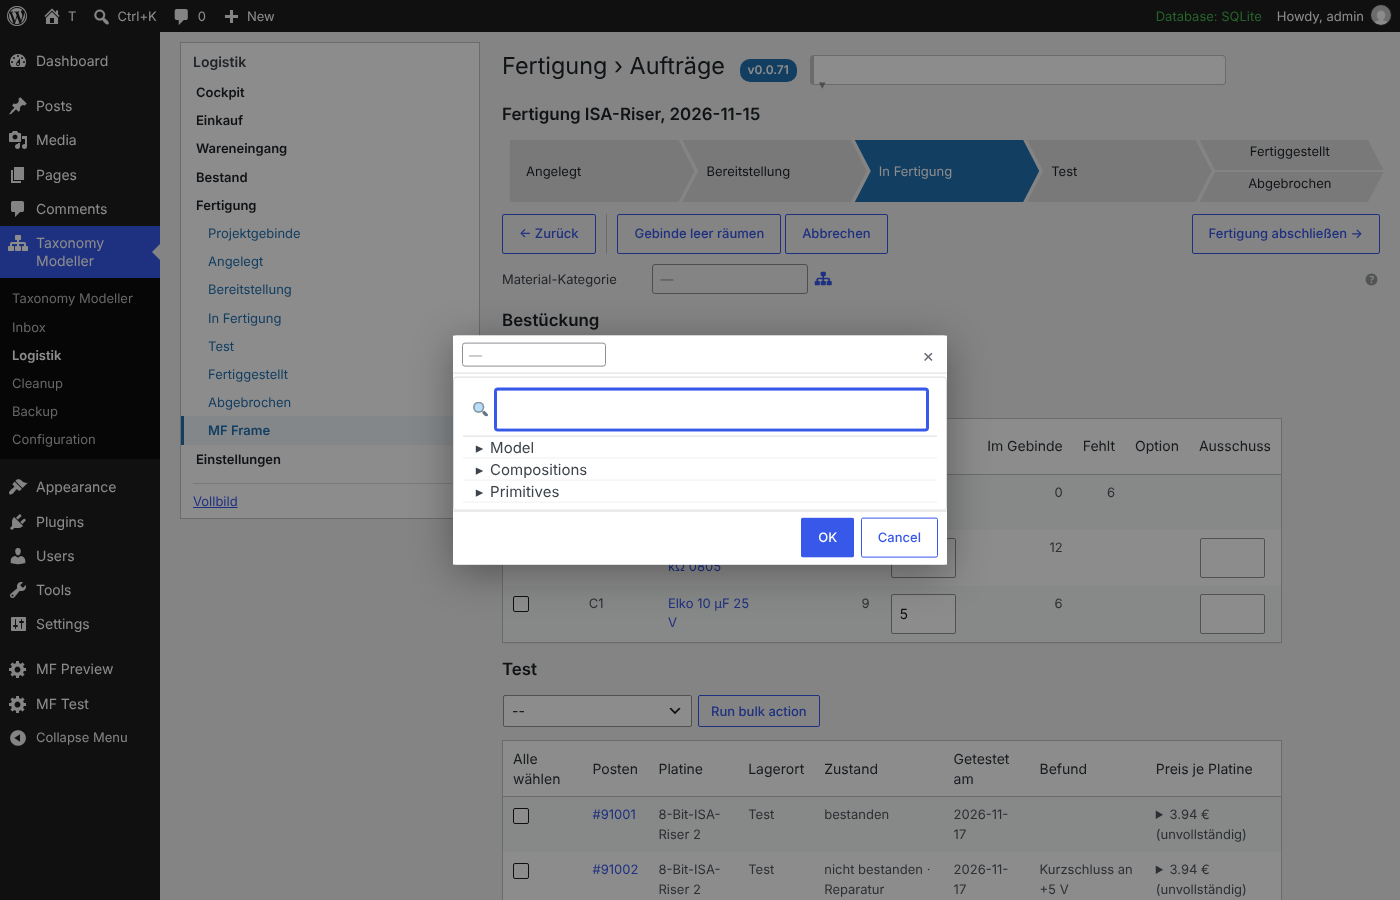 T
Ctrl+K
0
New
Database: SQLite
Howdy, admin
Dashboard
Posts
Media
Pages
Comments
Taxonomy
Modeller
Taxonomy Modeller
Inbox
Logistik
Cleanup
Backup
Configuration
Appearance
Plugins
Users
Tools
Settings
MF Preview
MF Test
Collapse Menu
Logistik
Cockpit
Einkauf
Wareneingang
Bestand
Fertigung
Projektgebinde
Angelegt
Bereitstellung
In Fertigung
Test
Fertiggestellt
Abgebrochen
MF Frame
Einstellungen
Vollbild
Fertigung › Aufträge
v0.0.71
Fertigung ISA-Riser, 2026-11-15
Angelegt
Bereitstellung
In Fertigung
Test
Fertiggestellt
Abgebrochen
← Zurück
Gebinde leer räumen
Abbrechen
Fertigung abschließen →
Material-Kategorie
—
?
Bestückung
—
×
▸ Model
▸ Compositions
▸ Primitives
OK
Cancel
Im Gebinde Fehlt Option Ausschuss
0 6
12
kΩ 0805
C1 Elko 10 µF 25 9 5 6
V
Test
--
Run bulk action
Alle Posten Platine Lagerort Zustand Getestet Befund Preis je Platine
wählen am
#91001 8-Bit-ISA- Test bestanden 2026-11- ▸ 3.94 €
Riser 2 17 (unvollständig)
#91002 8-Bit-ISA- Test nicht bestanden · 2026-11- Kurzschluss an ▸ 3.94 €
Riser 2 Reparatur 17 +5 V (unvollständig)